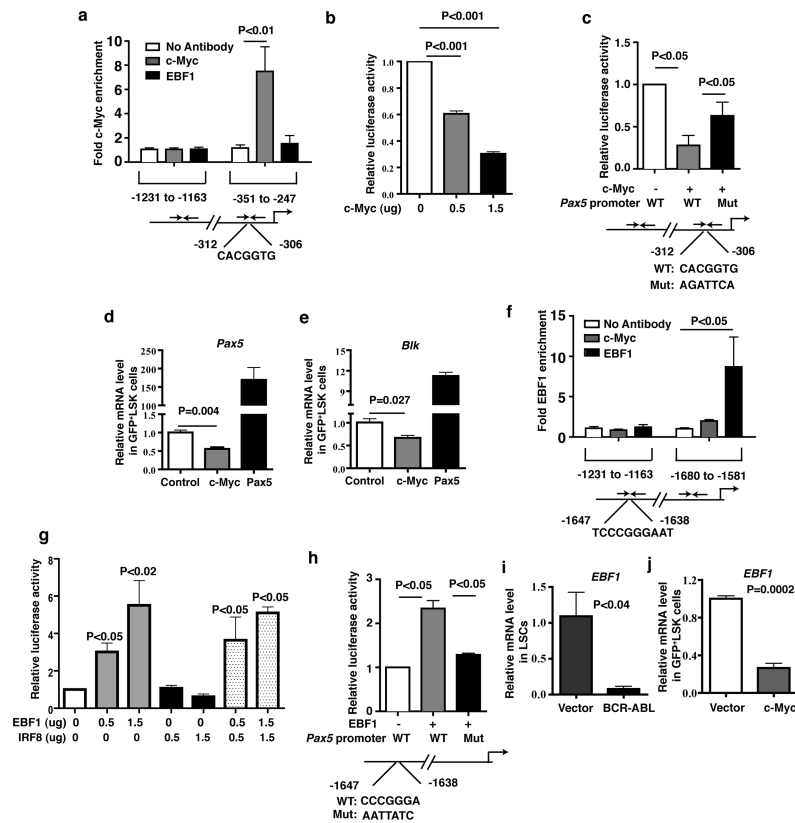 a
P<0.01
No Antibody
c-Myc
EBF1
Fold c-Myc enrichment
10
8
6
4
2
0
-1231 to -1163
-351 to -247
-312
-306
CACGGTG
b
P<0.001
P<0.001
Relative luciferase activity
1.0
0.8
0.6
0.4
0.2
0.0
c-Myc (ug)
0 0.5 1.5
c
P<0.05
P<0.05
Relative luciferase activity
1.5
1.0
0.5
0.0
c-Myc - + +
Pax5 promoter WT WT Mut
-312
-306
WT: CACGGTG
Mut: AGATTCA
d
Pax5
Relative mRNA level
in GFP+LSK cells
250
200
150
100
50
1.5
1.0
0.5
0.0
P=0.004
Control c-Myc Pax5
e
Blk
Relative mRNA level
in GFP+LSK cells
15
12
9
1.5
1.0
0.5
0.0
P=0.027
Control c-Myc Pax5
f
No Antibody
c-Myc
EBF1
P<0.05
Fold EBF1 enrichment
15
10
5
0
-1231 to -1163
-1680 to -1581
-1647
-1638
TCCCGGGAAT
g
Relative luciferase activity
8
6
4
2
0
P<0.05
P<0.02
P<0.05
P<0.05
EBF1 (ug) 0 0.5 1.5 0 0 0.5 1.5
IRF8 (ug) 0 0 0 0.5 1.5 0.5 1.5
h
Relative luciferase activity
3
2
1
0
P<0.05
P<0.05
EBF1 - + +
Pax5 promoter WT WT Mut
-1647
-1638
WT: CCCGGGA
Mut: AATTATC
i
EBF1
Relative mRNA level
in LSCs
1.5
1.0
0.5
0.0
P<0.04
Vector BCR-ABL
j
EBF1
P=0.0002
Relative mRNA level
in GFP+LSK cells
1.5
1.0
0.5
0.0
Vector c-Myc